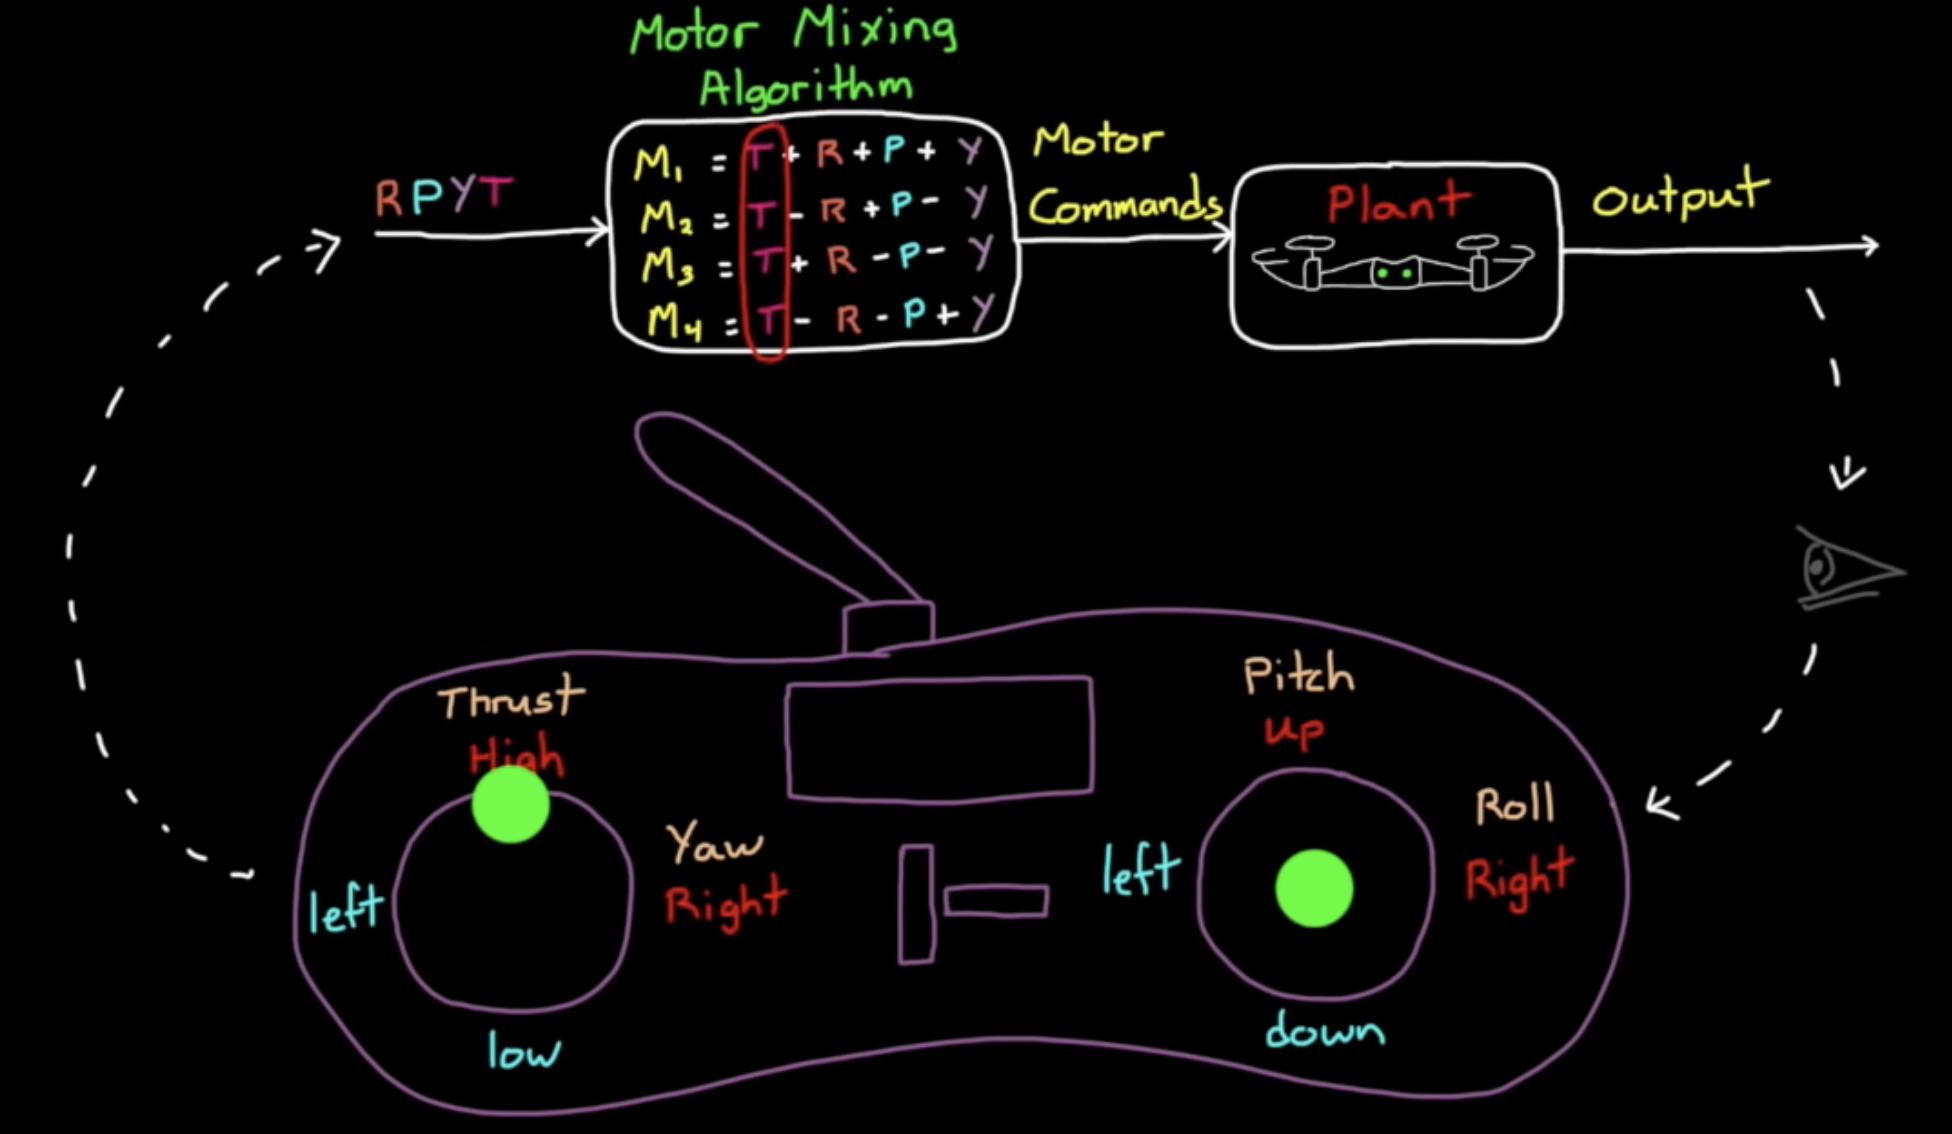 Motor Mixing
Algorithm
RPYT
M1 = T + R + P + Y
M2 = T - R + P - Y
M3 = T + R - P - Y
M4 = T - R - P + Y
Motor
Commands
Plant
Output
Thrust
High
left
Yaw
Right
low
Pitch
up
left
Roll
Right
down